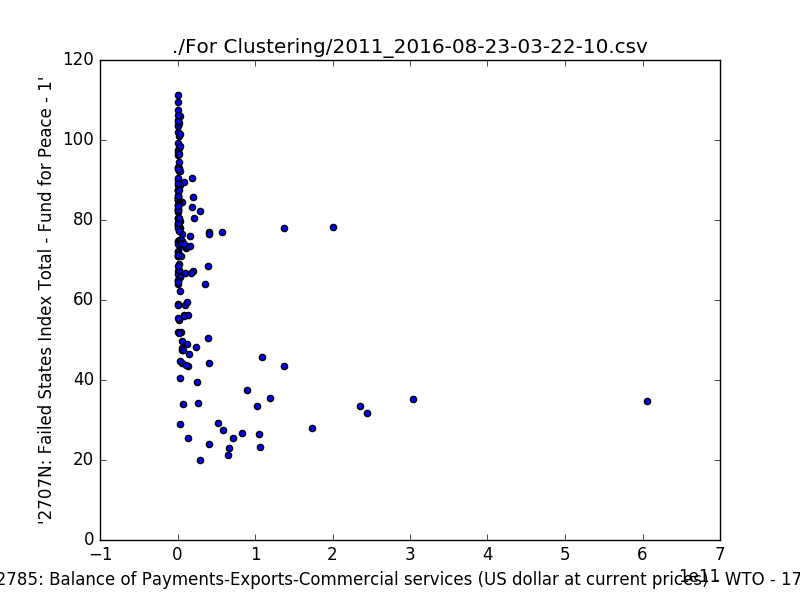 ./For Clustering/2011_2016-08-23-03-22-10.csv
120
100
80
60
40
20
0
'2707N: Failed States Index Total - Fund for Peace - 1'
−1 0 1 2 3 4 5 6 7
1e11
2785: Balance of Payments-Exports-Commercial services (US dollar at current prices) - WTO - 17